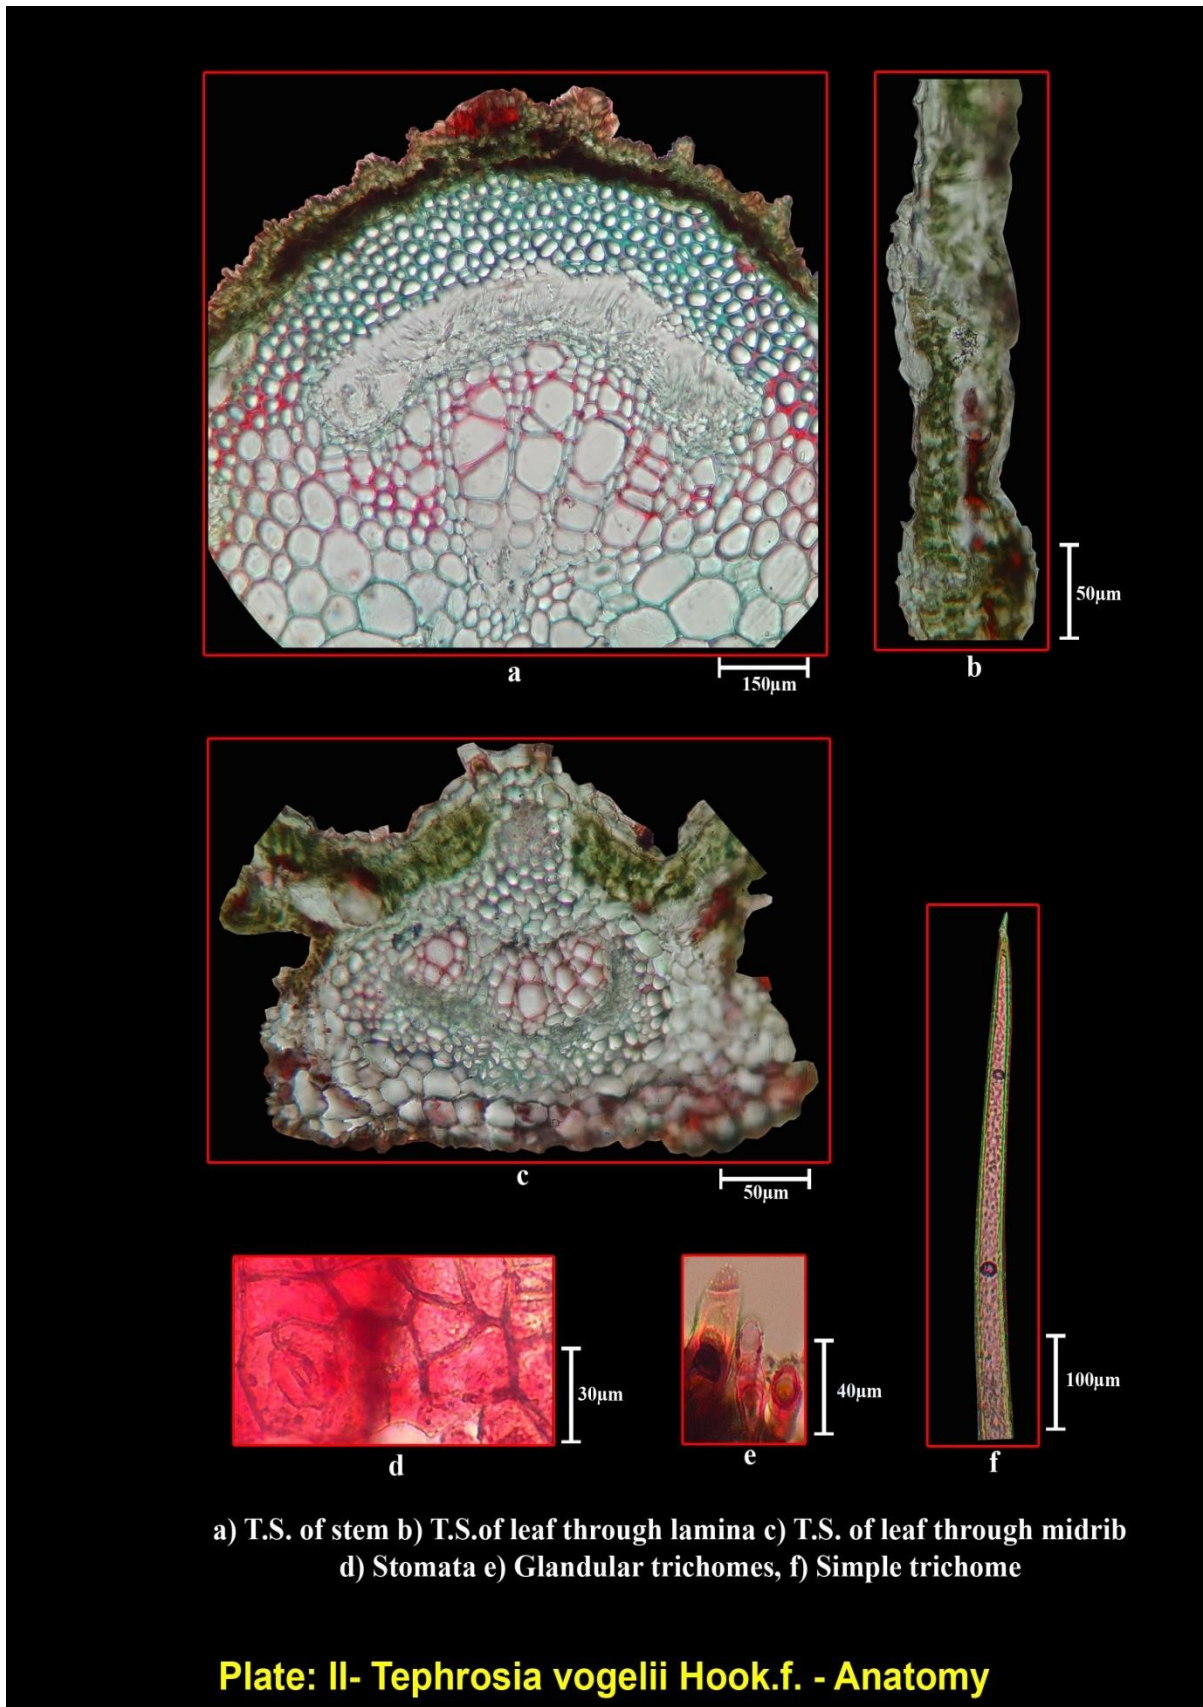 a
150µm
b
50µm
c
50µm
d
30µm
e
40µm
f
100µm
a) T.S. of stem b) T.S.of leaf through lamina c) T.S. of leaf through midrib
d) Stomata e) Glandular trichomes, f) Simple trichome
Plate: II- Tephrosia vogelii Hook.f. - Anatomy